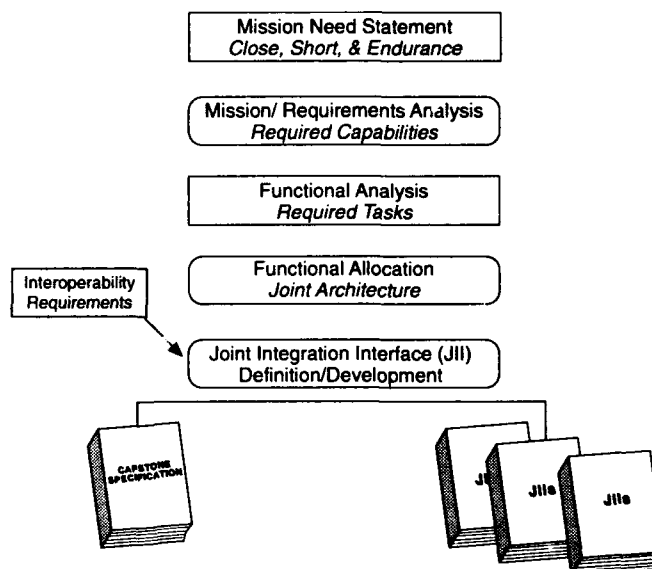 Mission Need Statement
Close, Short, & Endurance
Mission/ Requirements Analysis
Required Capabilities
Functional Analysis
Required Tasks
Functional Allocation
Joint Architecture
Interoperability
Requirements
Joint Integration Interface (JII)
Definition/Development
CAPSTONE
SPECIFICATION
JIIs
JIIs